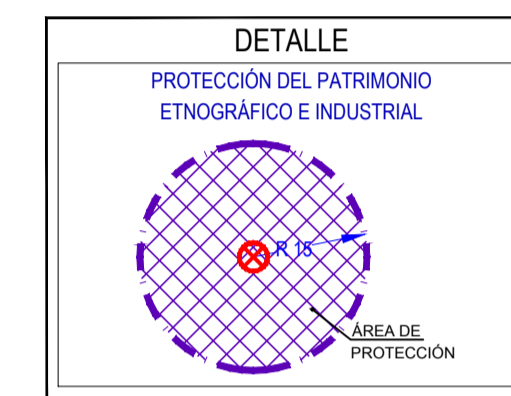 DETALLE
PROTECCIÓN DEL PATRIMONIO
ETNOGRÁFICO E INDUSTRIAL
R 15
ÁREA DE
PROTECCIÓN